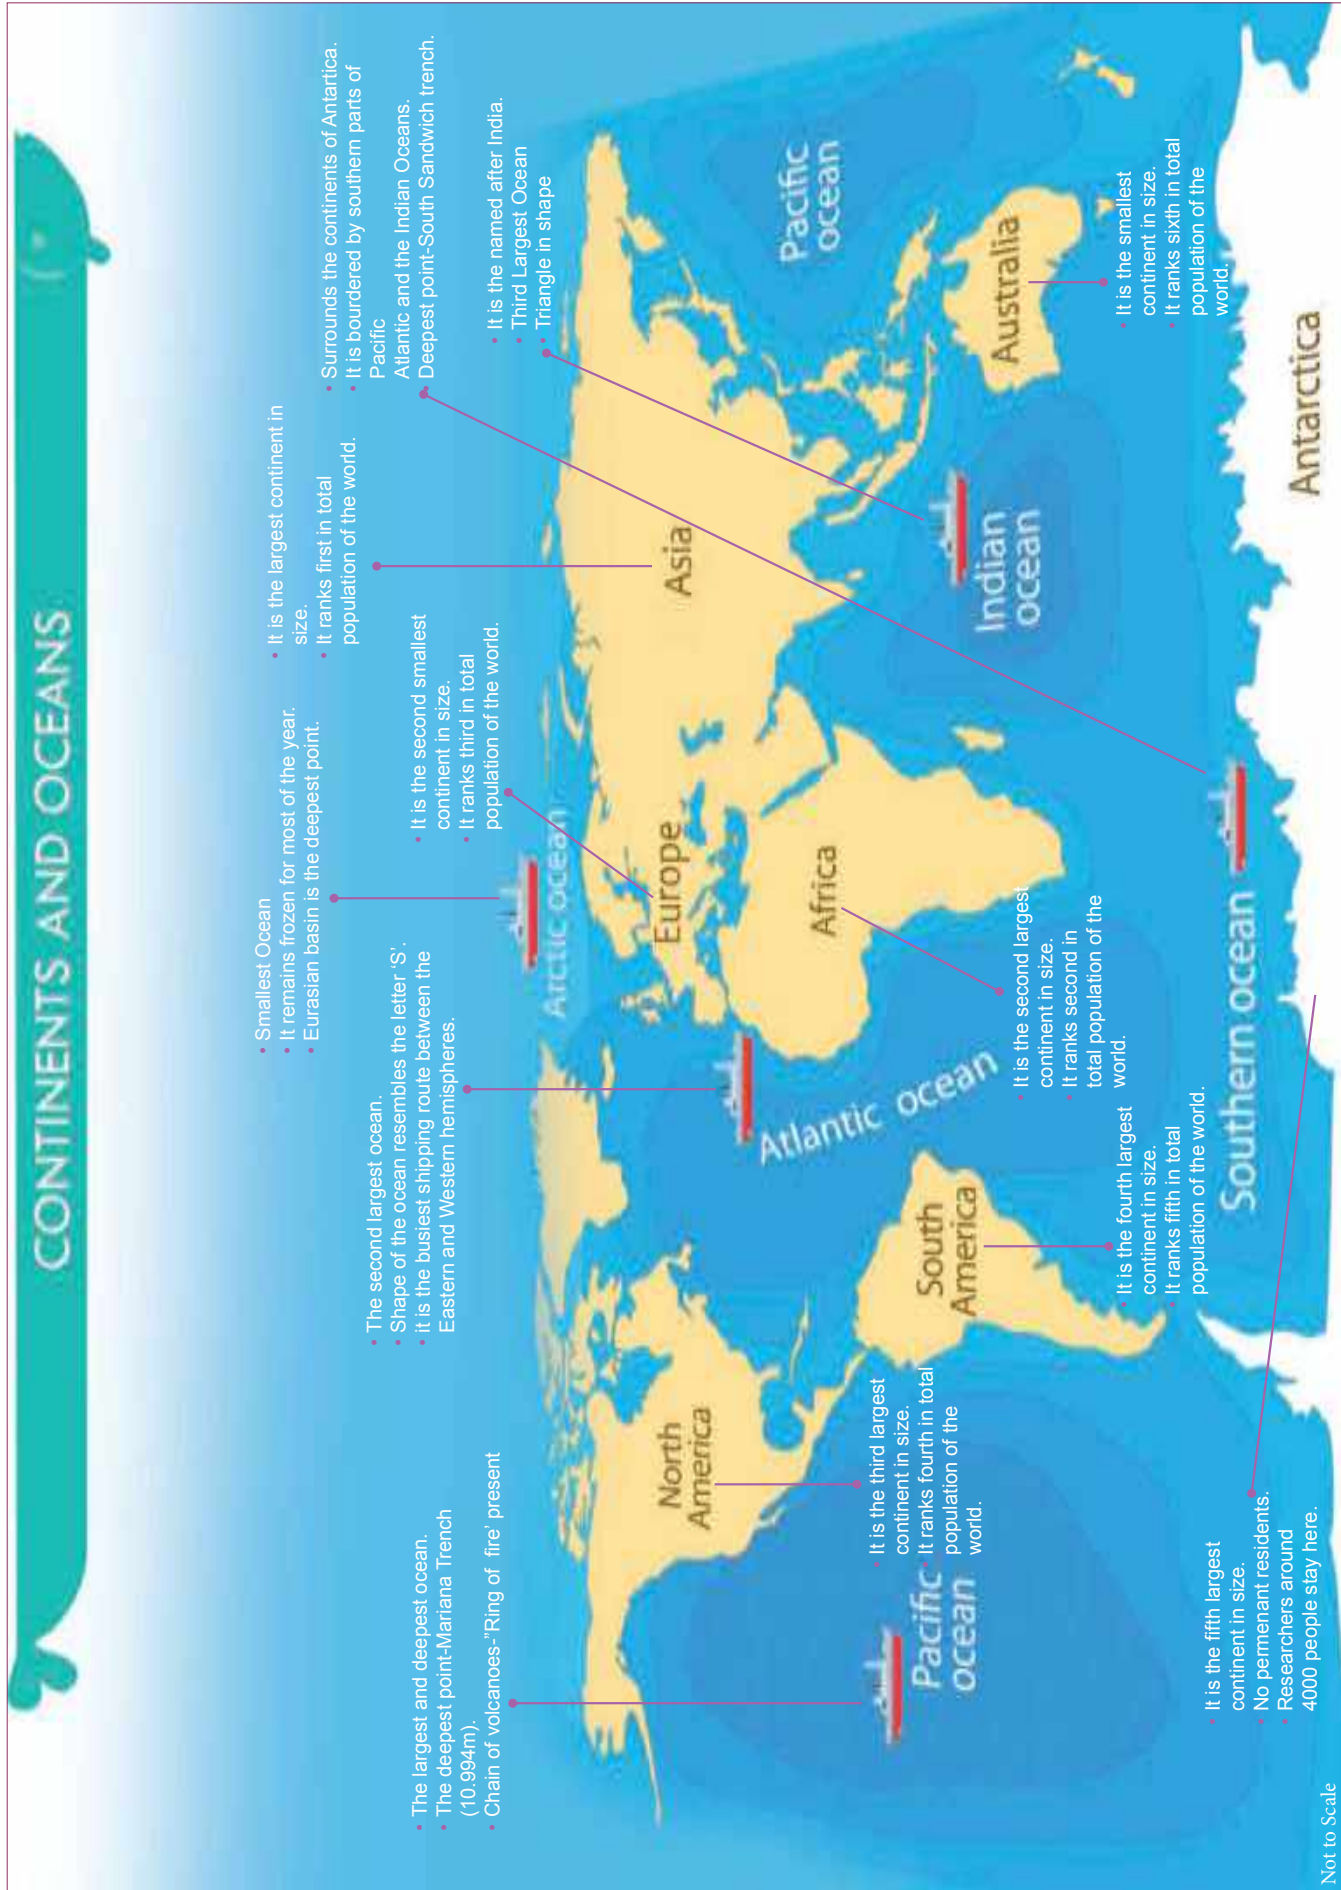 CONTINENTS AND OCEANS
• The largest and deepest ocean.
• The deepest point-Mariana Trench
(10.994m).
• Chain of volcanoes-"Ring of fire' present
• The second largest ocean.
• Shape of the ocean resembles the letter 'S'.
• it is the busiest shipping route between the
Eastern and Western hemispheres.
• Smallest Ocean
• It remains frozen for most of the year.
• Eurasian basin is the deepest point.
• It is the second smallest
continent in size.
• It ranks third in total
population of the world.
• It is the largest continent in
size.
• It ranks first in total
population of the world.
• Surrounds the continents of Antartica.
• It is bourdered by southern parts of
Pacific
Atlantic and the Indian Oceans.
• Deepest point-South Sandwich trench.
• It is the named after India.
• Third Largest Ocean
• Triangle in shape
Arctic ocean
North
America
Europe
Asia
Pacific
ocean
Atlantic ocean
Africa
Pacific
ocean
South
America
Indian
ocean
Australia
• It is the third largest
continent in size.
• It ranks fourth in total
population of the
world.
• It is the second largest
continent in size.
• It ranks second in
total population of the
world.
• It is the fourth largest
continent in size.
• It ranks fifth in total
population of the world.
• It is the smallest
continent in size.
• It ranks sixth in total
population of the
world.
Southern ocean
Antarctica
• It is the fifth largest
continent in size.
• No permenant residents.
• Researchers around
4000 people stay here.
Not to Scale